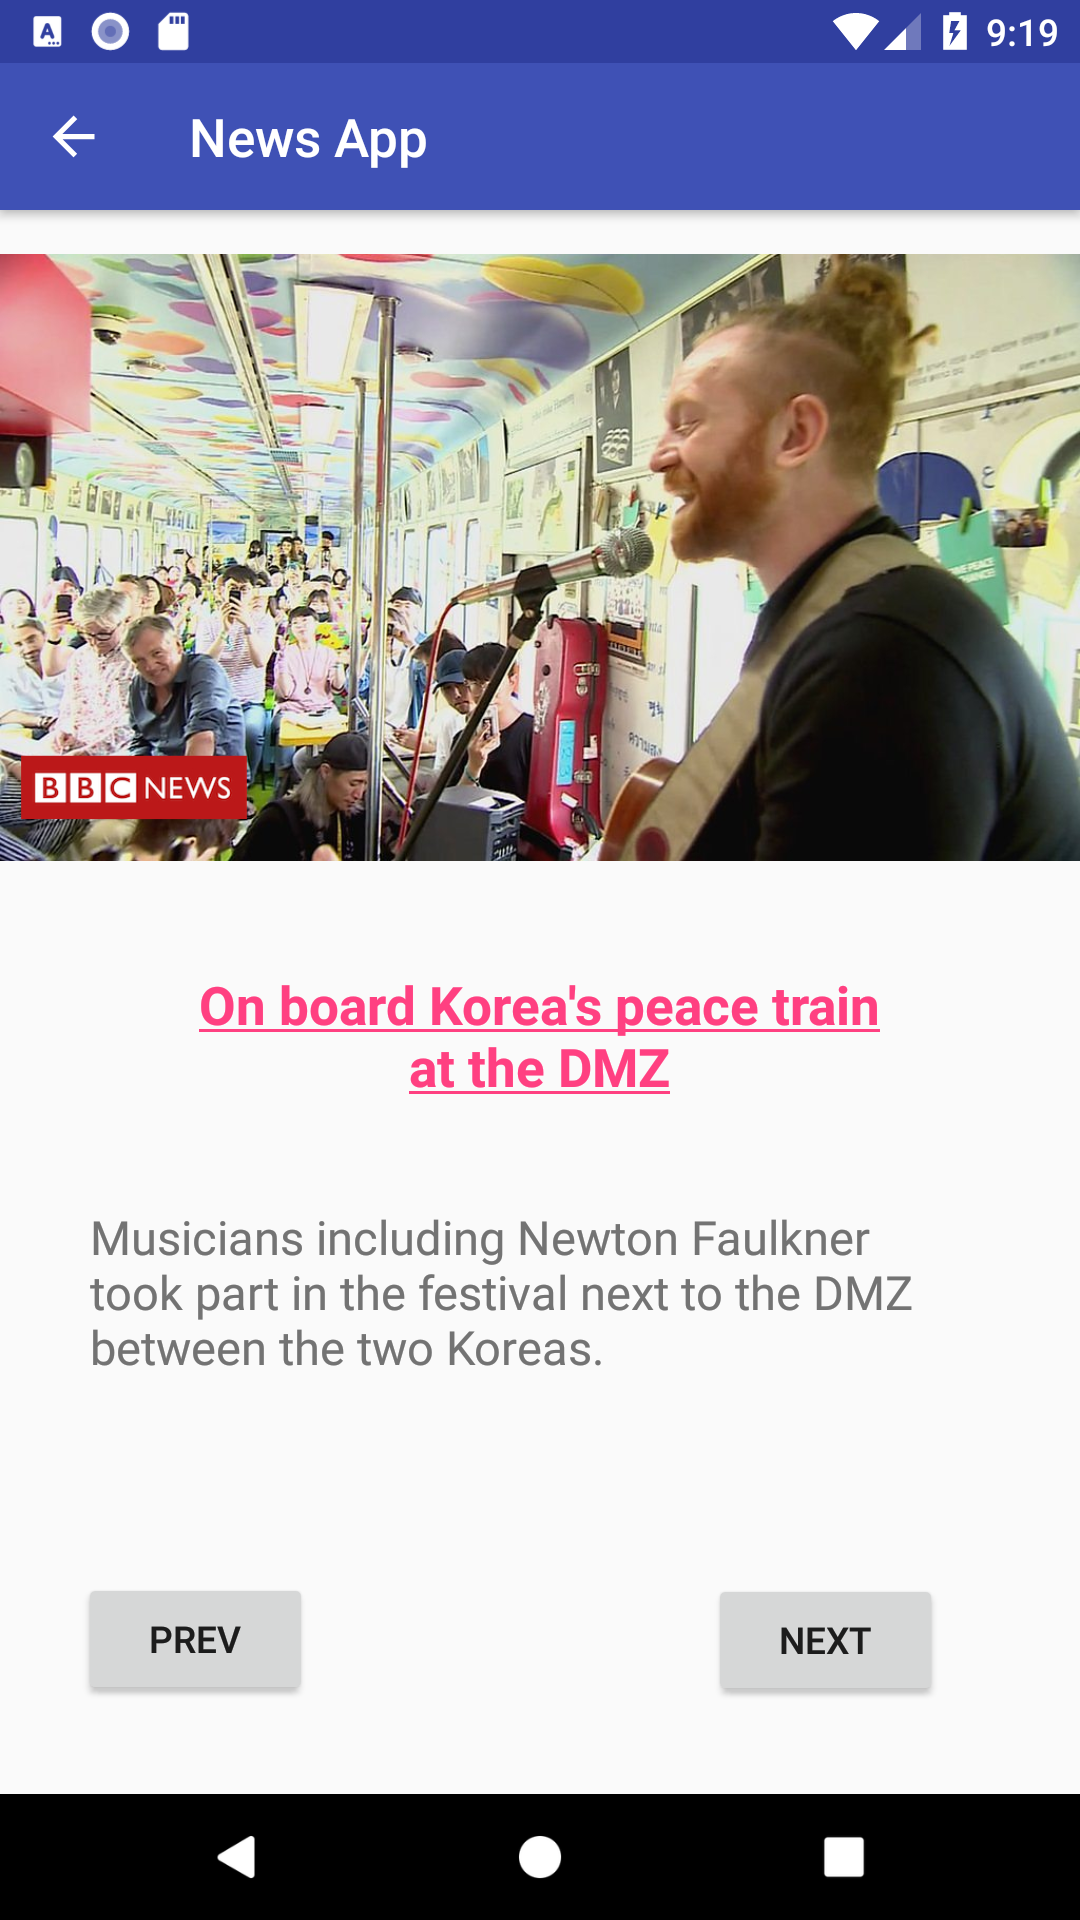 9:19
News App
BBC NEWS
On board Korea's peace train
at the DMZ
Musicians including Newton Faulkner
took part in the festival next to the DMZ
between the two Koreas.
PREV
NEXT